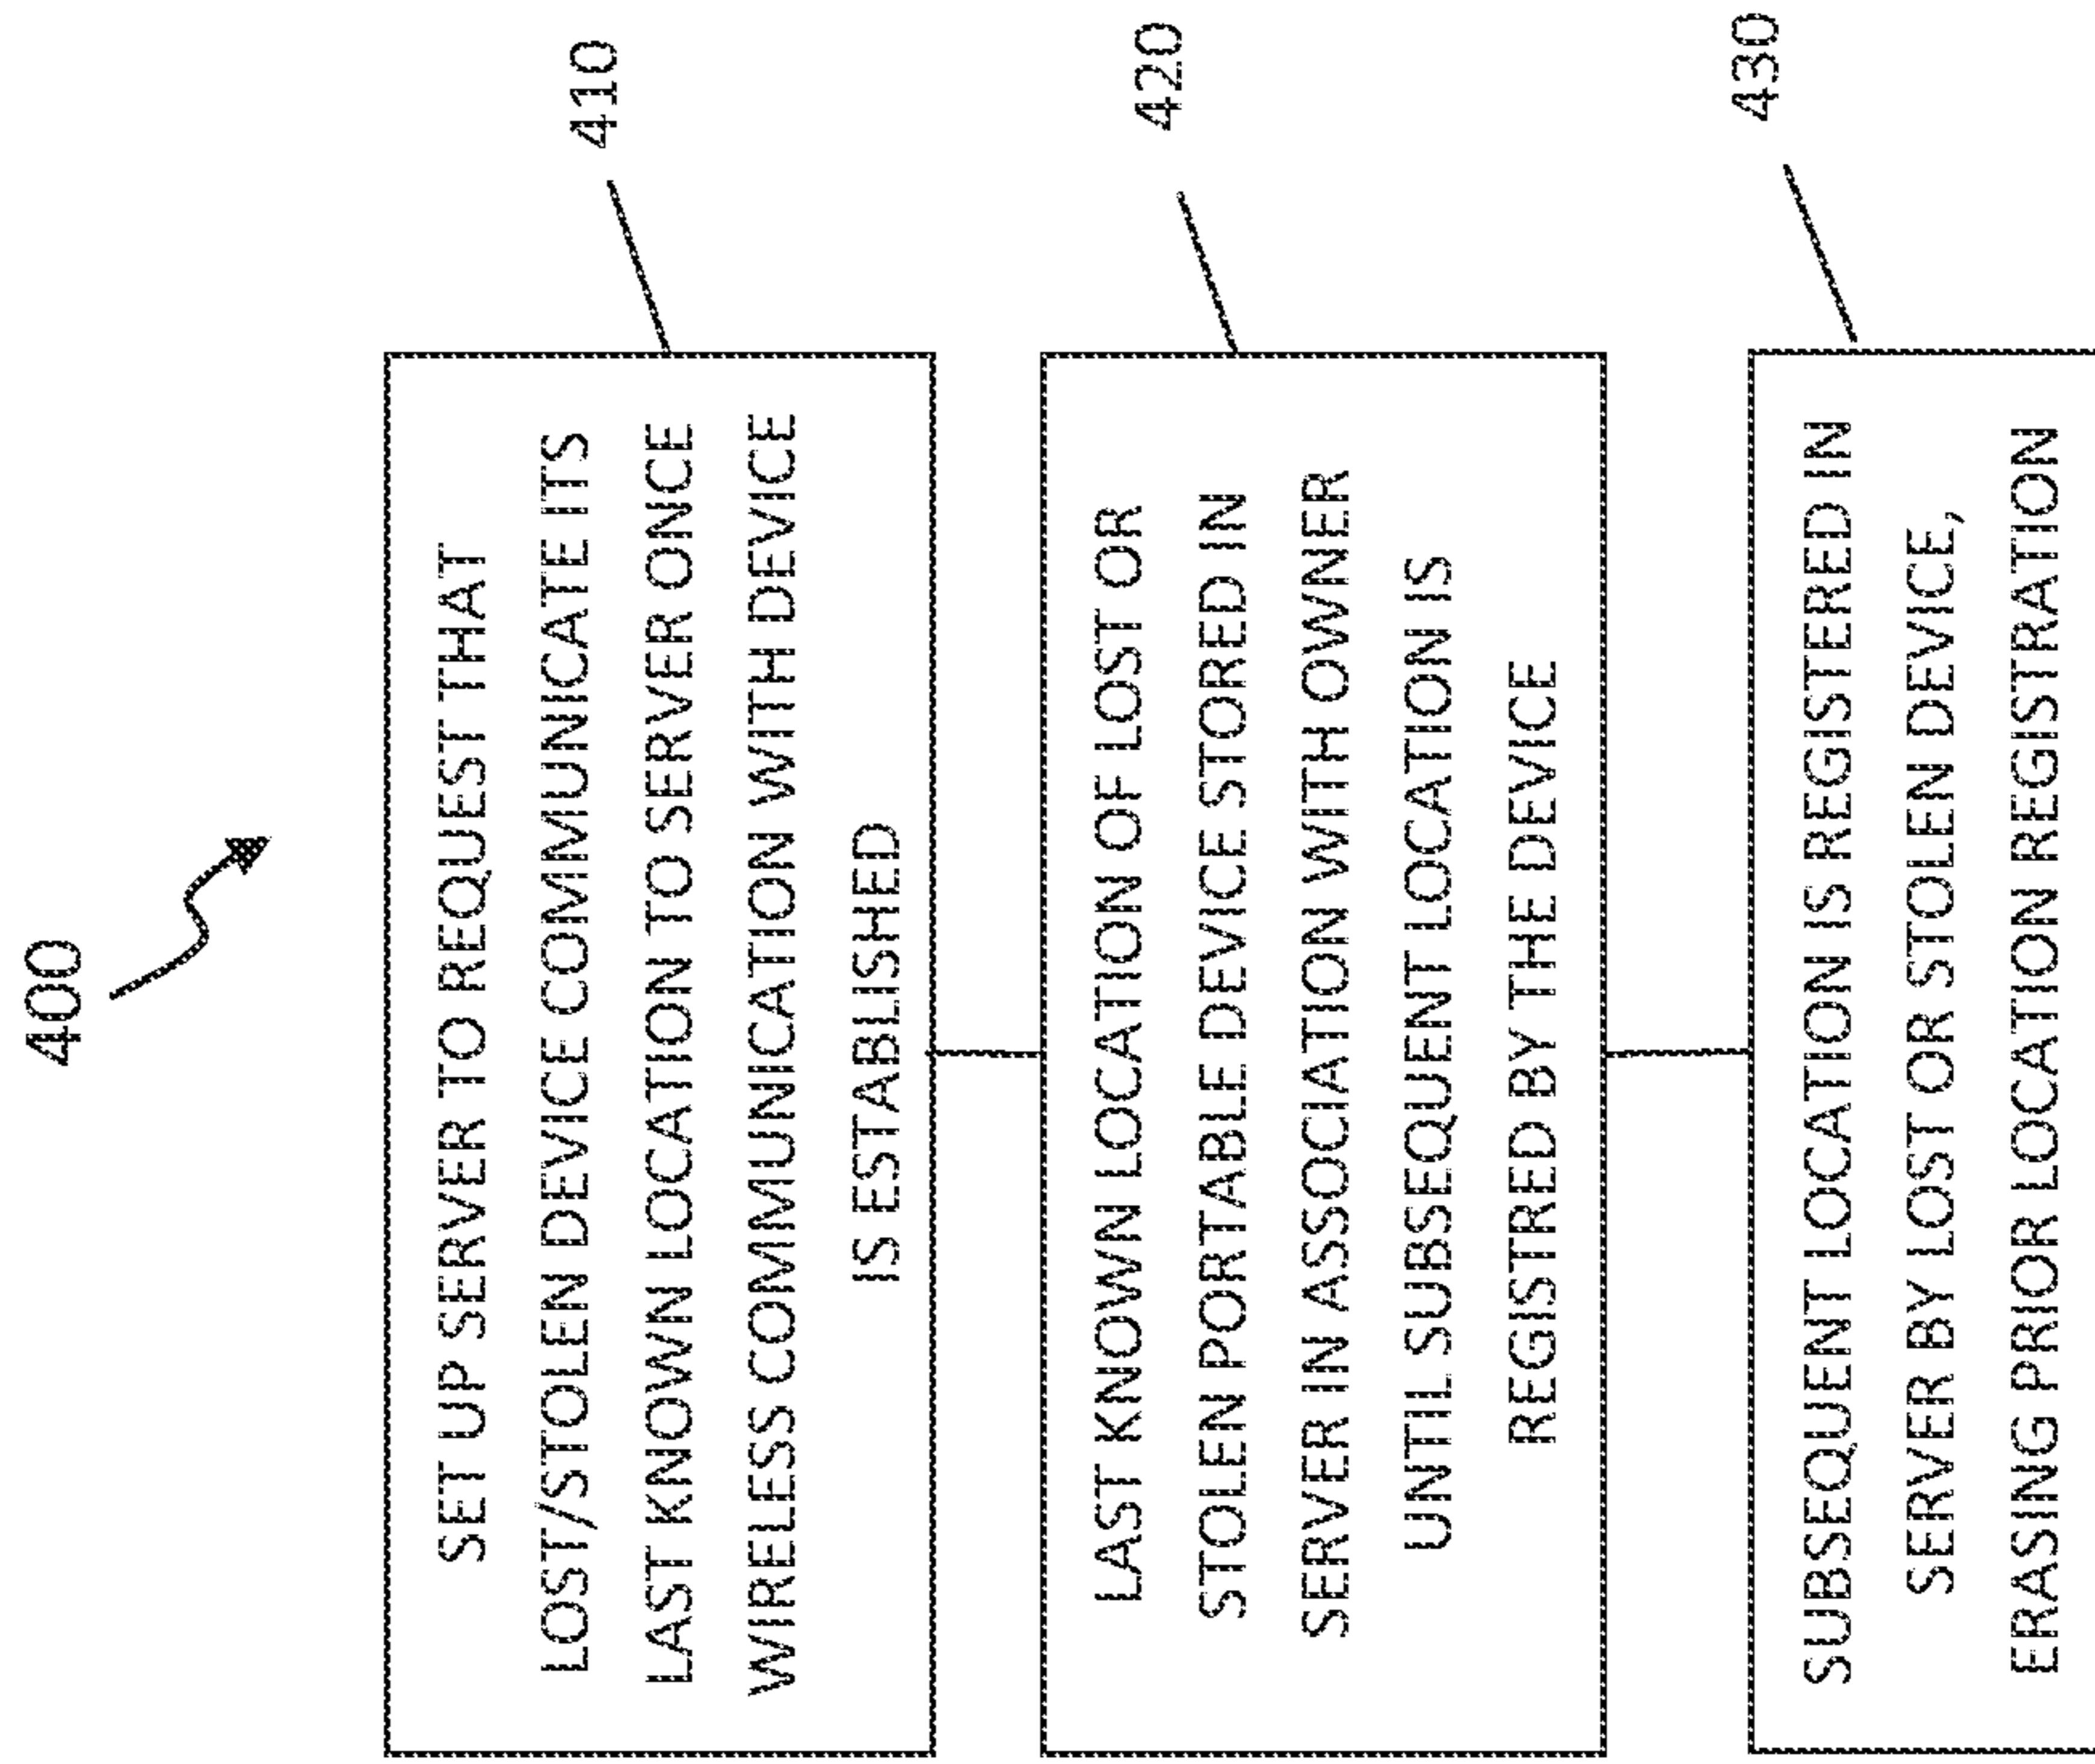 400
SET UP SERVER TO REQUEST THAT
LOST/STOLEN DEVICE COMMUNICATE ITS
LAST KNOWN LOCATION TO SERVER ONCE
WIRELESS COMMUNICATION WITH DEVICE
IS ESTABLISHED
410
LAST KNOWN LOCATION OF LOST OR
STOLEN PORTABLE DEVICE STORED IN
SERVER IN ASSOCIATION WITH OWNER
UNTIL SUBSEQUENT LOCATION IS
REGISTRED BY THE DEVICE
420
SUBSEQUENT LOCATION IS REGISTERED IN
SERVER BY LOST OR STOLEN DEVICE,
ERASING PRIOR LOCATION REGISTRATION
430